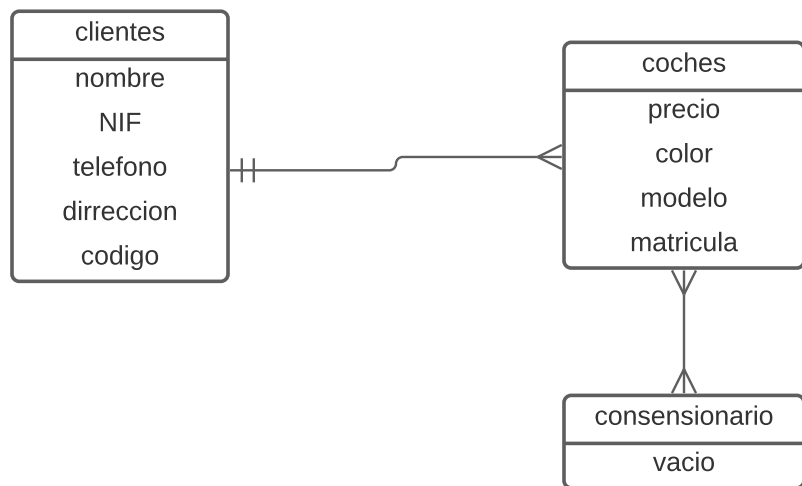 clientes
nombre
NIF
telefono
dirreccion
codigo
coches
precio
color
modelo
matricula
consensionario
vacio